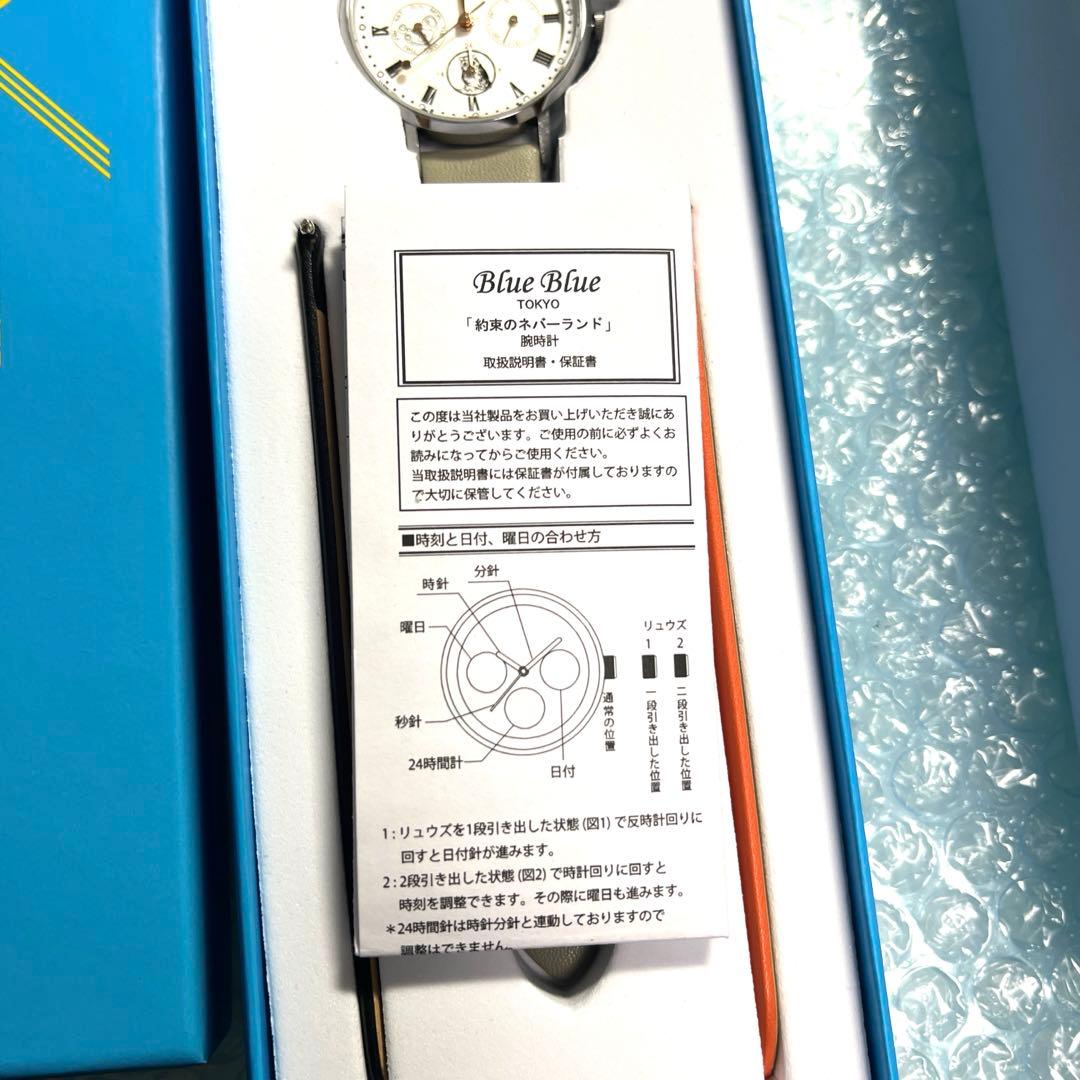 Blue Blue
TOKYO
「約束のネバーランド」
腕時計
取扱説明書・保証書
この度は当社製品をお買い上げいただき誠にあ
りがとうございます。ご使用の前に必ずよくお
読みになってからご使用ください。
当取扱説明書には保証書が付属しておりますの
で大切に保管してください。
■時刻と日付、曜日の合わせ方
分針
時針
曜日
秒針
24時間計
日付
リュウズ
1 2
通常の位置
一段引き出した位置
二段引き出した位置
1:リュウズを1段引き出した状態(図1)で反時計回りに
回すと日付針が進みます。
2:2段引き出した状態(図2)で時計回りに回すと
時刻を調整できます。その際に曜日も進みます。
*24時間針は時針分針と連動しておりますので
調整はできません。